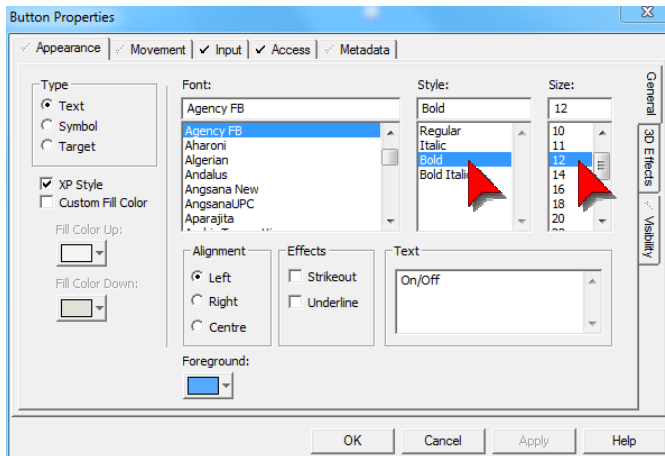 Button Properties
Appearance Movement Input Access Metadata
Type
Text
Symbol
Target
XP Style
Custom Fill Color
Fill Color Up:
Fill Color Down:
Font:
Agency FB
Agency FB
Aharoni
Algerian
Andalus
Angsana New
AngsanaUPC
Aparajita
Style:
Bold
Regular
Italic
Bold
Bold Italic
Size:
12
10
11
12
14
16
18
20
Alignment
Left
Right
Centre
Effects
Strikeout
Underline
Text
On/Off
Foreground:
General
3D Effects
Visibility
OK Cancel Apply Help